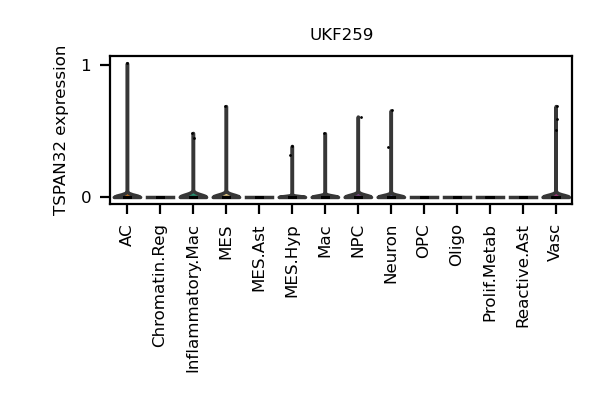 UKF259
TSPAN32 expression
1
0
AC
Chromatin.Reg
Inflammatory.Mac
MES
MES.Ast
MES.Hyp
Mac
NPC
Neuron
OPC
Oligo
Prolif.Metab
Reactive.Ast
Vasc